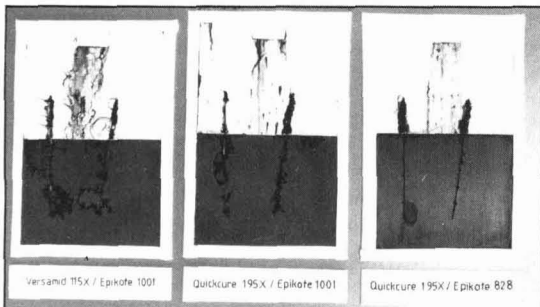 Versamid 115X / Epikote 1001
Quickcure 195X / Epikote 1001
Quickcure 195X / Epikote 828